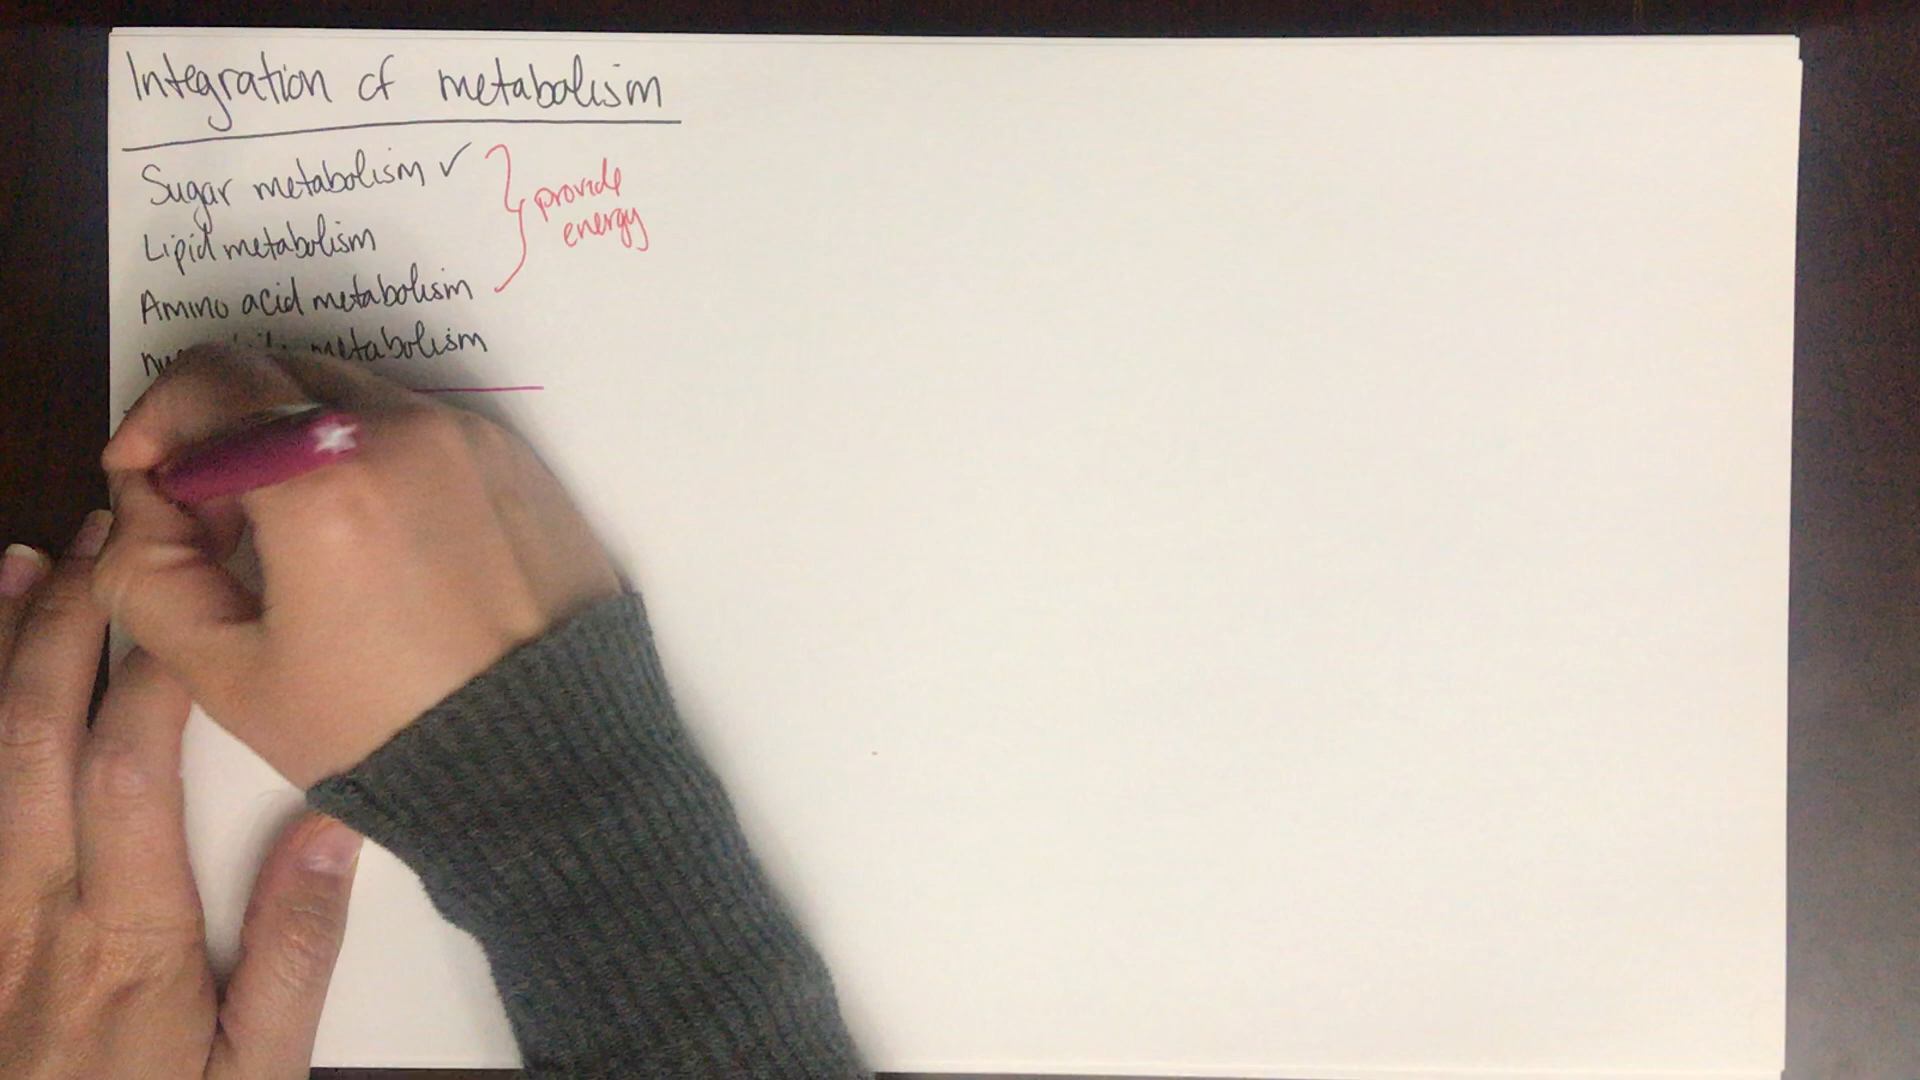 Integration of metabolism
Sugar metabolism ✓
Lipid metabolism
Amino acid metabolism
metabolism
provide
energy